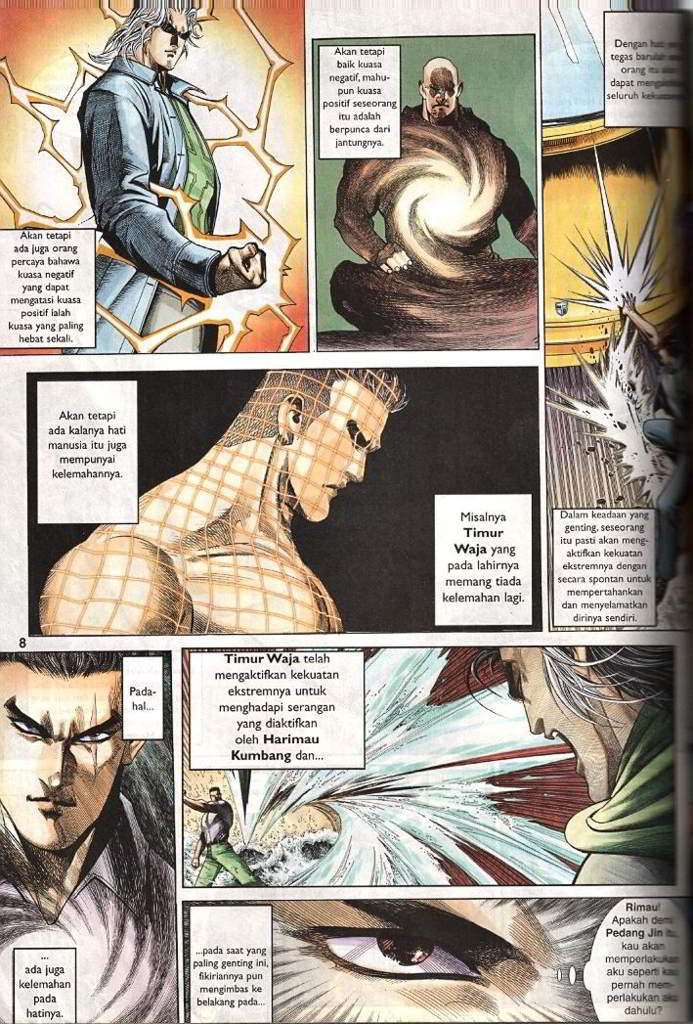 Akan tetapi
ada juga orang
percaya bahawa
kuasa negatif
yang dapat
mengatasi kuasa
positif ialah
kuasa yang paling
hebat sekali.
Akan tetapi
baik kuasa
negatif, mahu-
pun kuasa
positif seseorang
itu adalah
berpunca dari
jantungnya.
Dengan hati
tegas barulah
orang itu
dapat
seluruh
Akan tetapi
ada kalanya hati
manusia itu juga
mempunyai
kelemahannya.
Misalnya
Timur
Waja yang
pada lahirnya
memang tiada
kelemahan lagi.
Dalam keadaan yang
genting, seseorang
itu pasti akan meng-
aktifkan kekuatan
ekstremnya dengan
secara spontan untuk
mempertahankan
dan menyelamatkan
dirinya sendiri.
8
Pada-
hal...
...
ada juga
kelemahan
pada
hatinya.
Timur Waja telah
mengaktifkan kekuatan
ekstremnya untuk
menghadapi serangan
yang diaktifkan
oleh Harimau
Kumbang dan...
...pada saat yang
paling genting ini,
fikiriannya pun
mengimbas ke
belakang pada...
Rimau!
Apakah demi
Pedang Jin itu,
kau akan
memperlakukan
aku seperti kau
pernah mem-
perlakukan aku
dahulu?